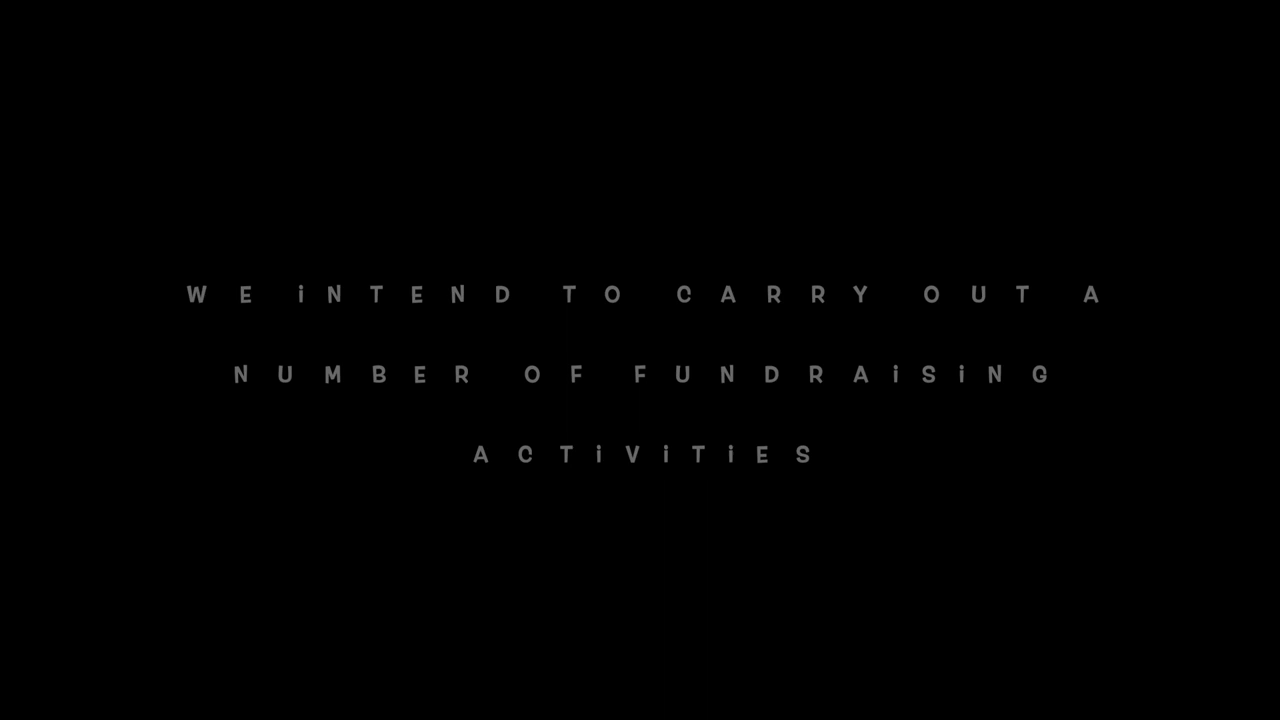 WE iNTEND TO CARRY OUT A
NUMBER OF FUNDRAiSiNG
ACTiViTiES